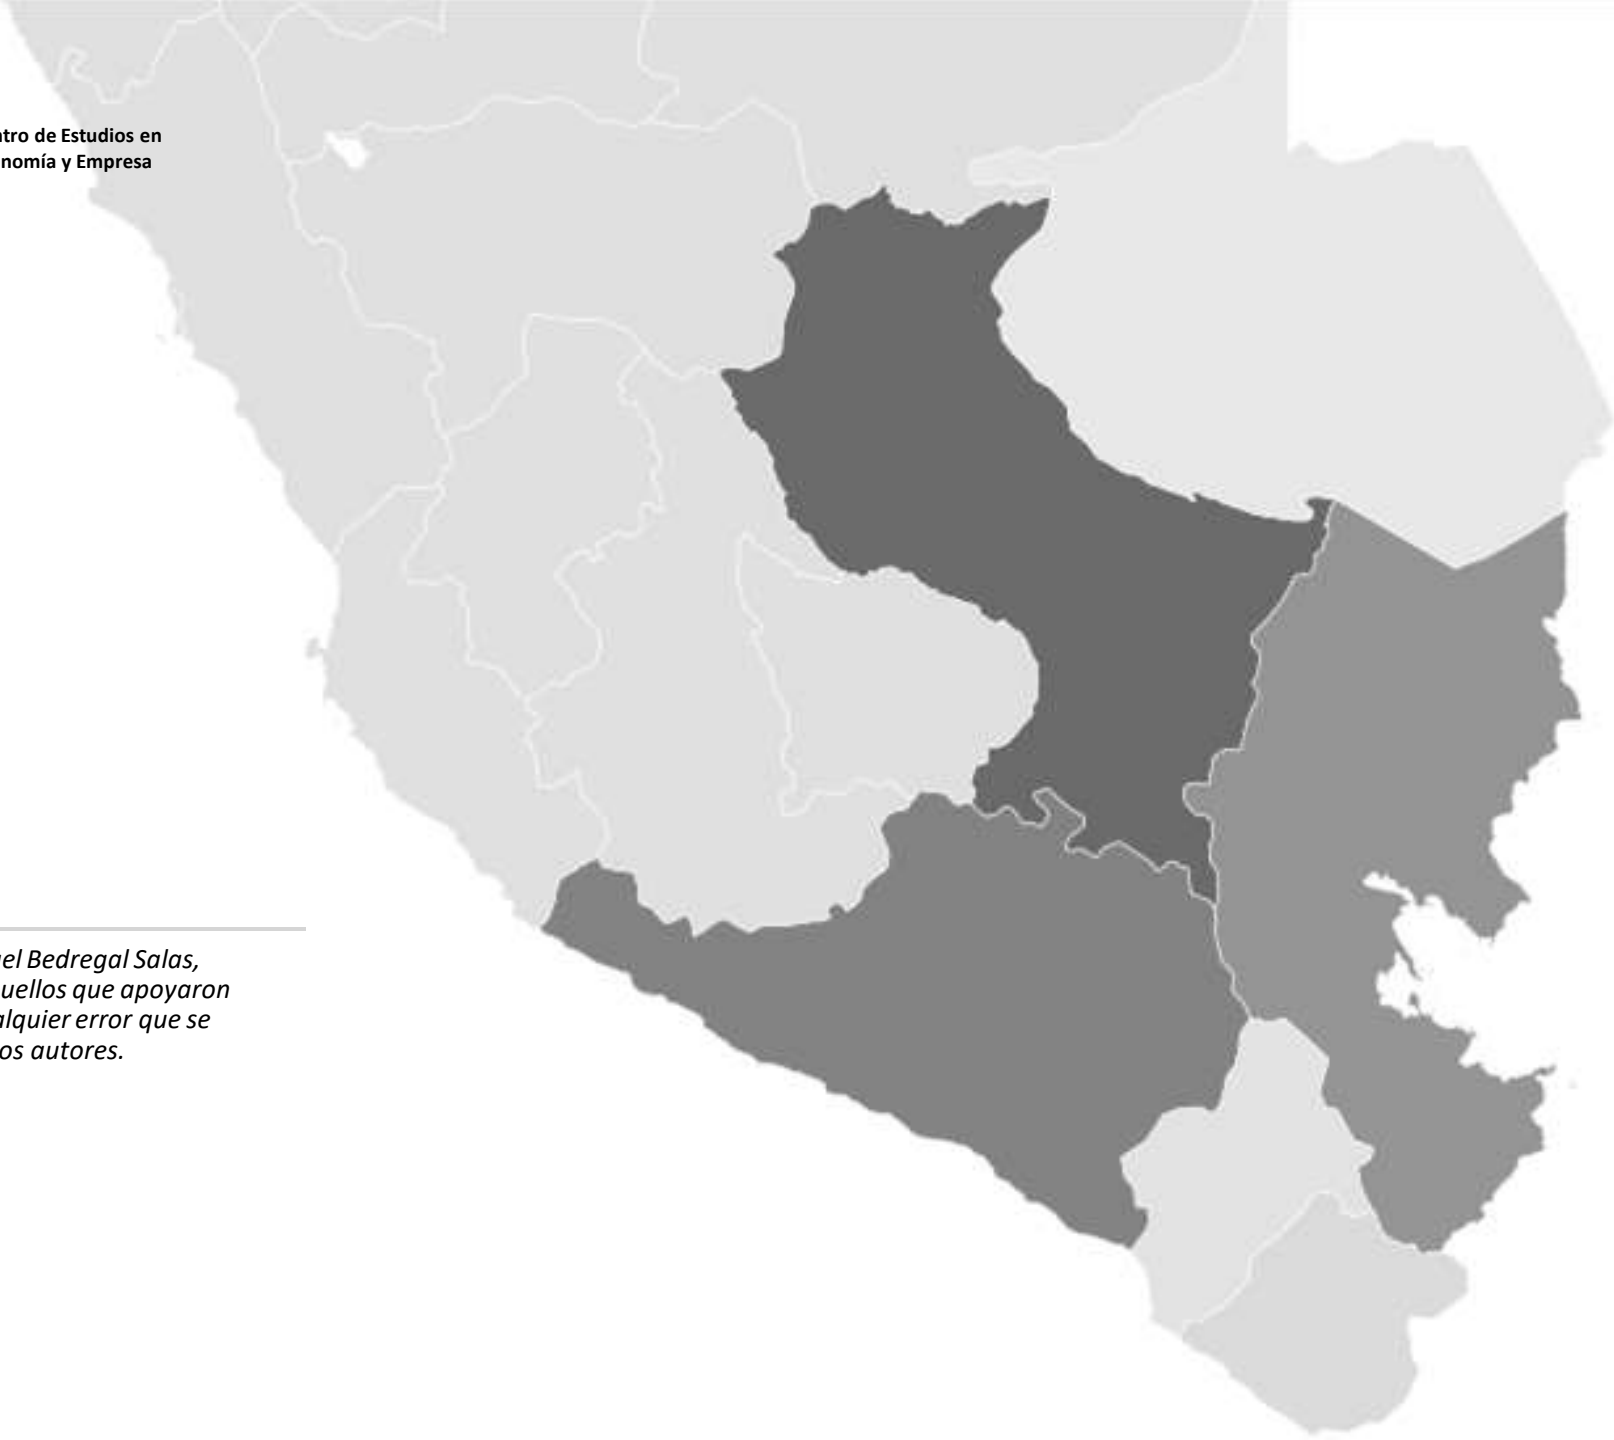 tro de Estudios en
nomía y Empresa
el Bedregal Salas,
uellos que apoyaron
alquier error que se
os autores.